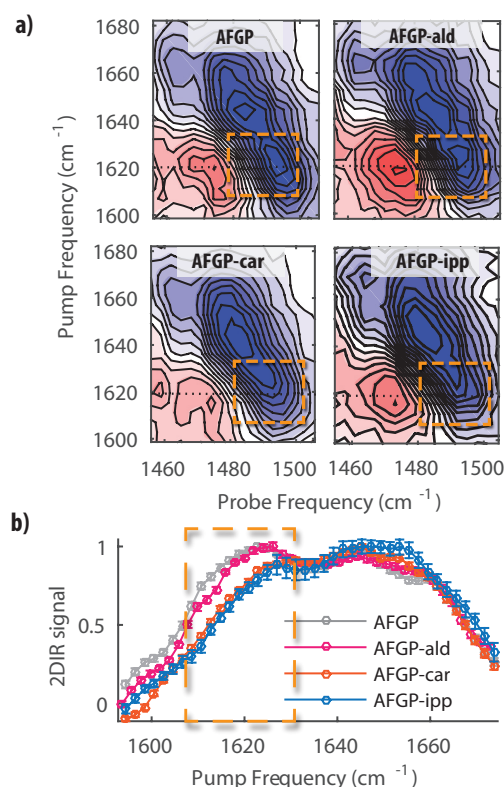 a)
AFGP
AFGP-ald
1680
1660
1640
1620
1600
AFGP-car
AFGP-ipp
1680
1660
1640
1620
1600
Pump Frequency (cm⁻¹)
1460 1480 1500 1460 1480 1500
Probe Frequency (cm⁻¹)
b)
1
0.5
0
2DIR signal
AFGP
AFGP-ald
AFGP-car
AFGP-ipp
1600 1620 1640 1660
Pump Frequency (cm⁻¹)